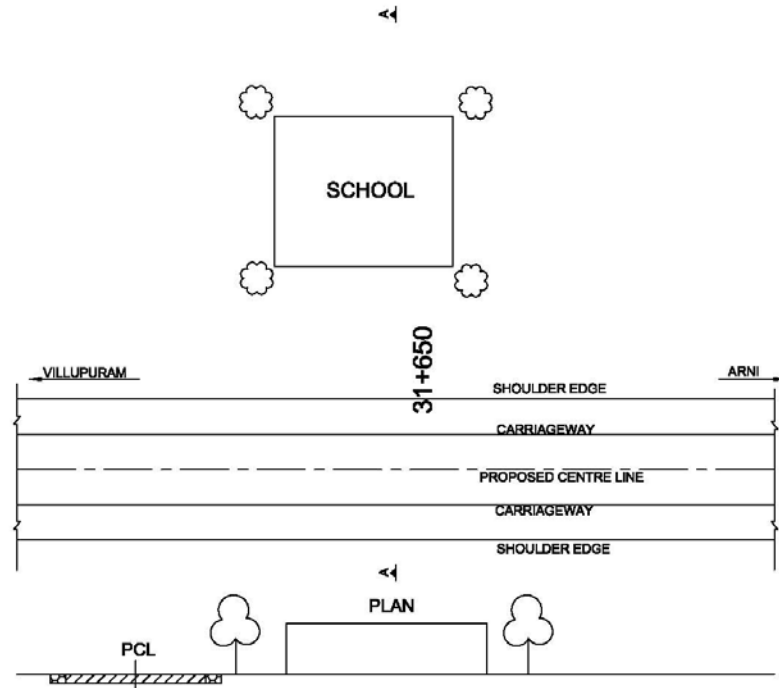 A
SCHOOL
31+650
VILLUPURAM
ARNI
SHOULDER EDGE
CARRIAGEWAY
PROPOSED CENTRE LINE
CARRIAGEWAY
SHOULDER EDGE
A
PLAN
PCL